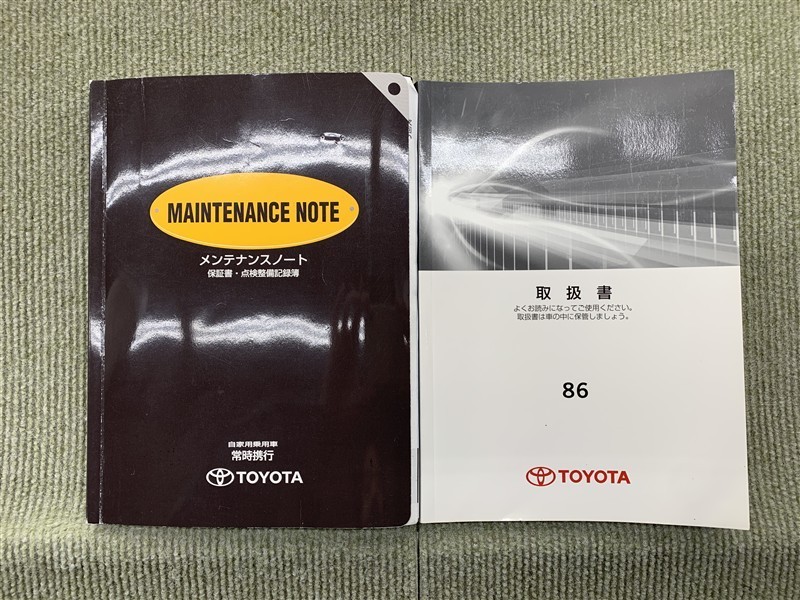 MAINTENANCE NOTE
メンテナンスノート
保証書・点検整備記録簿
自家用乗用車
常時携行
TOYOTA
取扱書
よくお読みになってご使用ください。
取扱書は車の中に保管しましょう。
86
TOYOTA